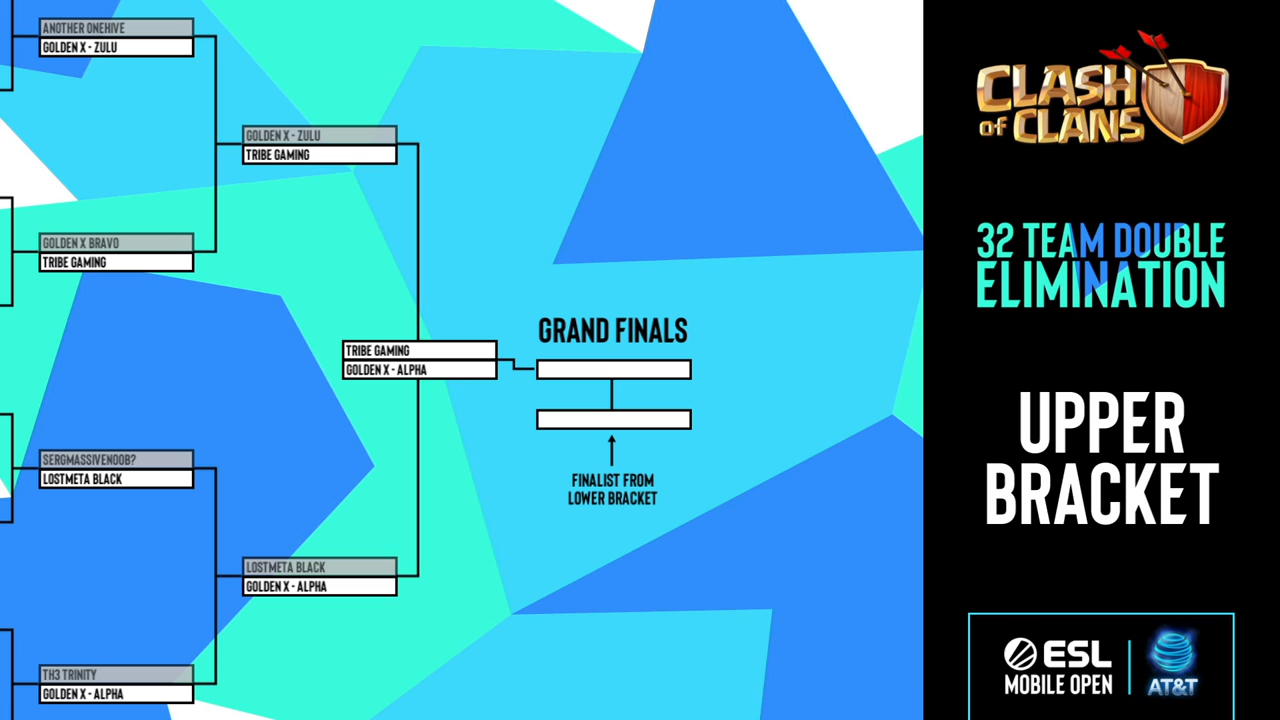 ANOTHER ONEHIVE
GOLDEN X - ZULU
GOLDEN X - ZULU
TRIBE GAMING
GOLDEN X BRAVO
TRIBE GAMING
TRIBE GAMING
GOLDEN X - ALPHA
SERGMASSIVENOOB?
LOSTMETA BLACK
LOSTMETA BLACK
GOLDEN X - ALPHA
TH3 TRINITY
GOLDEN X - ALPHA
GRAND FINALS
FINALIST FROM
LOWER BRACKET
CLASH
OF CLANS
32 TEAM DOUBLE
ELIMINATION
UPPER
BRACKET
ESL
MOBILE OPEN
AT&T